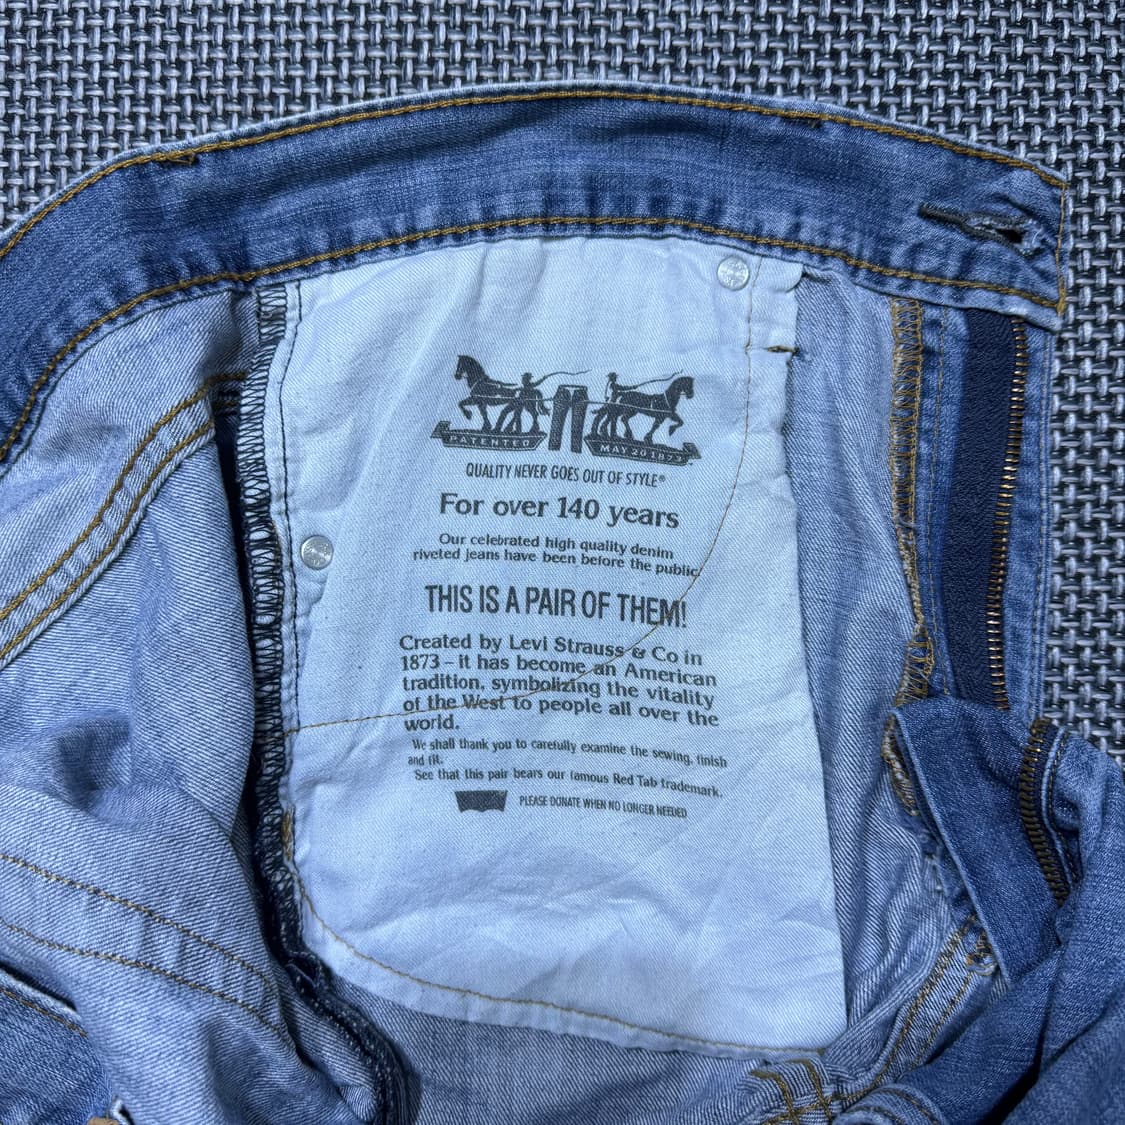 PATENTED
MAY 20 1873
QUALITY NEVER GOES OUT OF STYLE®
For over 140 years
Our celebrated high quality denim
riveted jeans have been before the public.
THIS IS A PAIR OF THEM!
Created by Levi Strauss & Co in
1873 – it has become an American
tradition, symbolizing the vitality
of the West to people all over the
world.
We shall thank you to carefully examine the sewing, finish
and fit.
See that this pair bears our famous Red Tab trademark.
PLEASE DONATE WHEN NO LONGER NEEDED